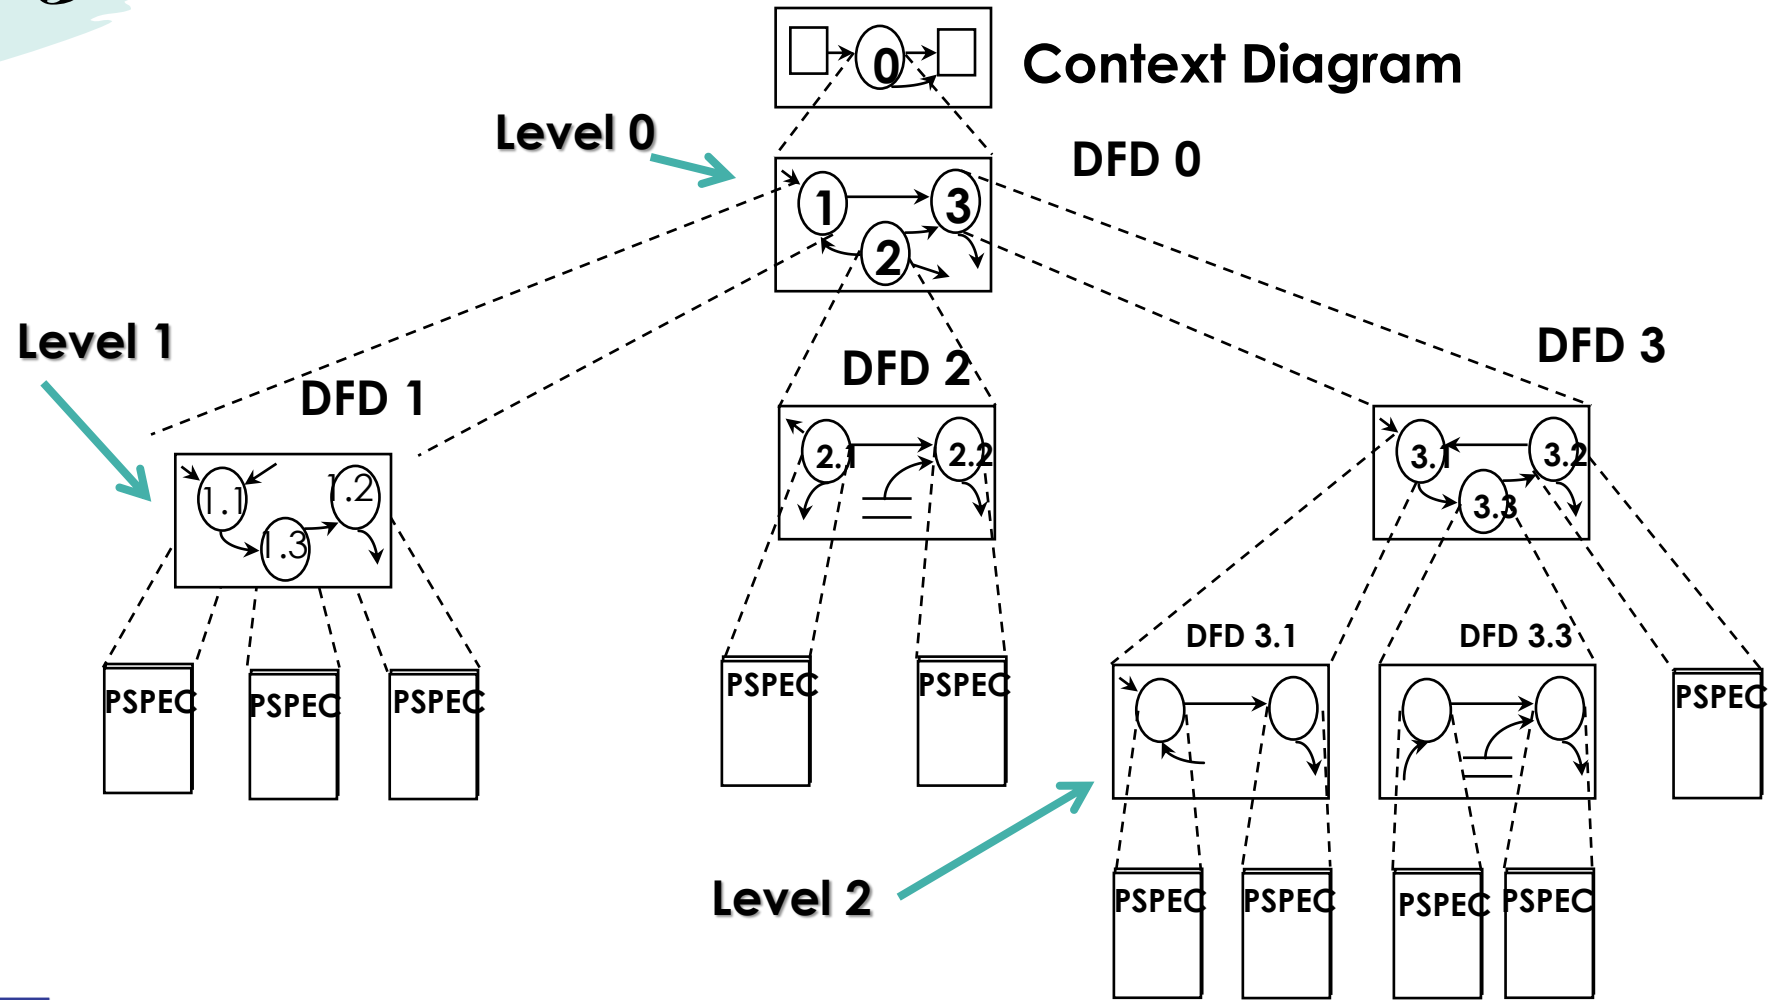 0
Context Diagram
Level 0
DFD 0
1
3
2
Level 1
DFD 1
DFD 2
DFD 3
2.1
2.2
3.1
3.2
3.3
1.1
1.2
1.3
DFD 3.1
DFD 3.3
PSPEC
PSPEC
PSPEC
PSPEC
PSPEC
PSPEC
Level 2
PSPEC
PSPEC
PSPEC
PSPEC